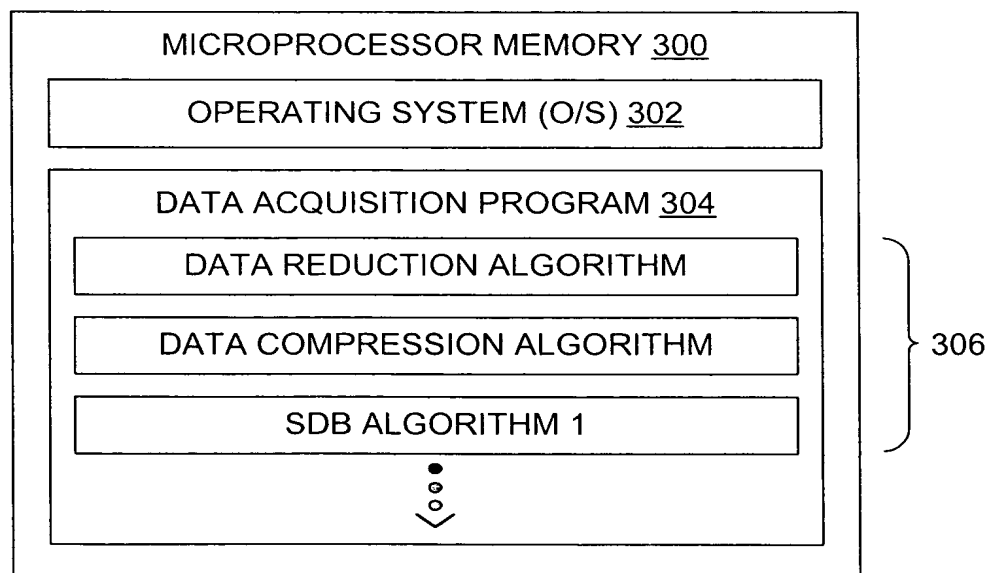 MICROPROCESSOR MEMORY 300
OPERATING SYSTEM (O/S) 302
DATA ACQUISITION PROGRAM 304
DATA REDUCTION ALGORITHM
DATA COMPRESSION ALGORITHM
306
SDB ALGORITHM 1